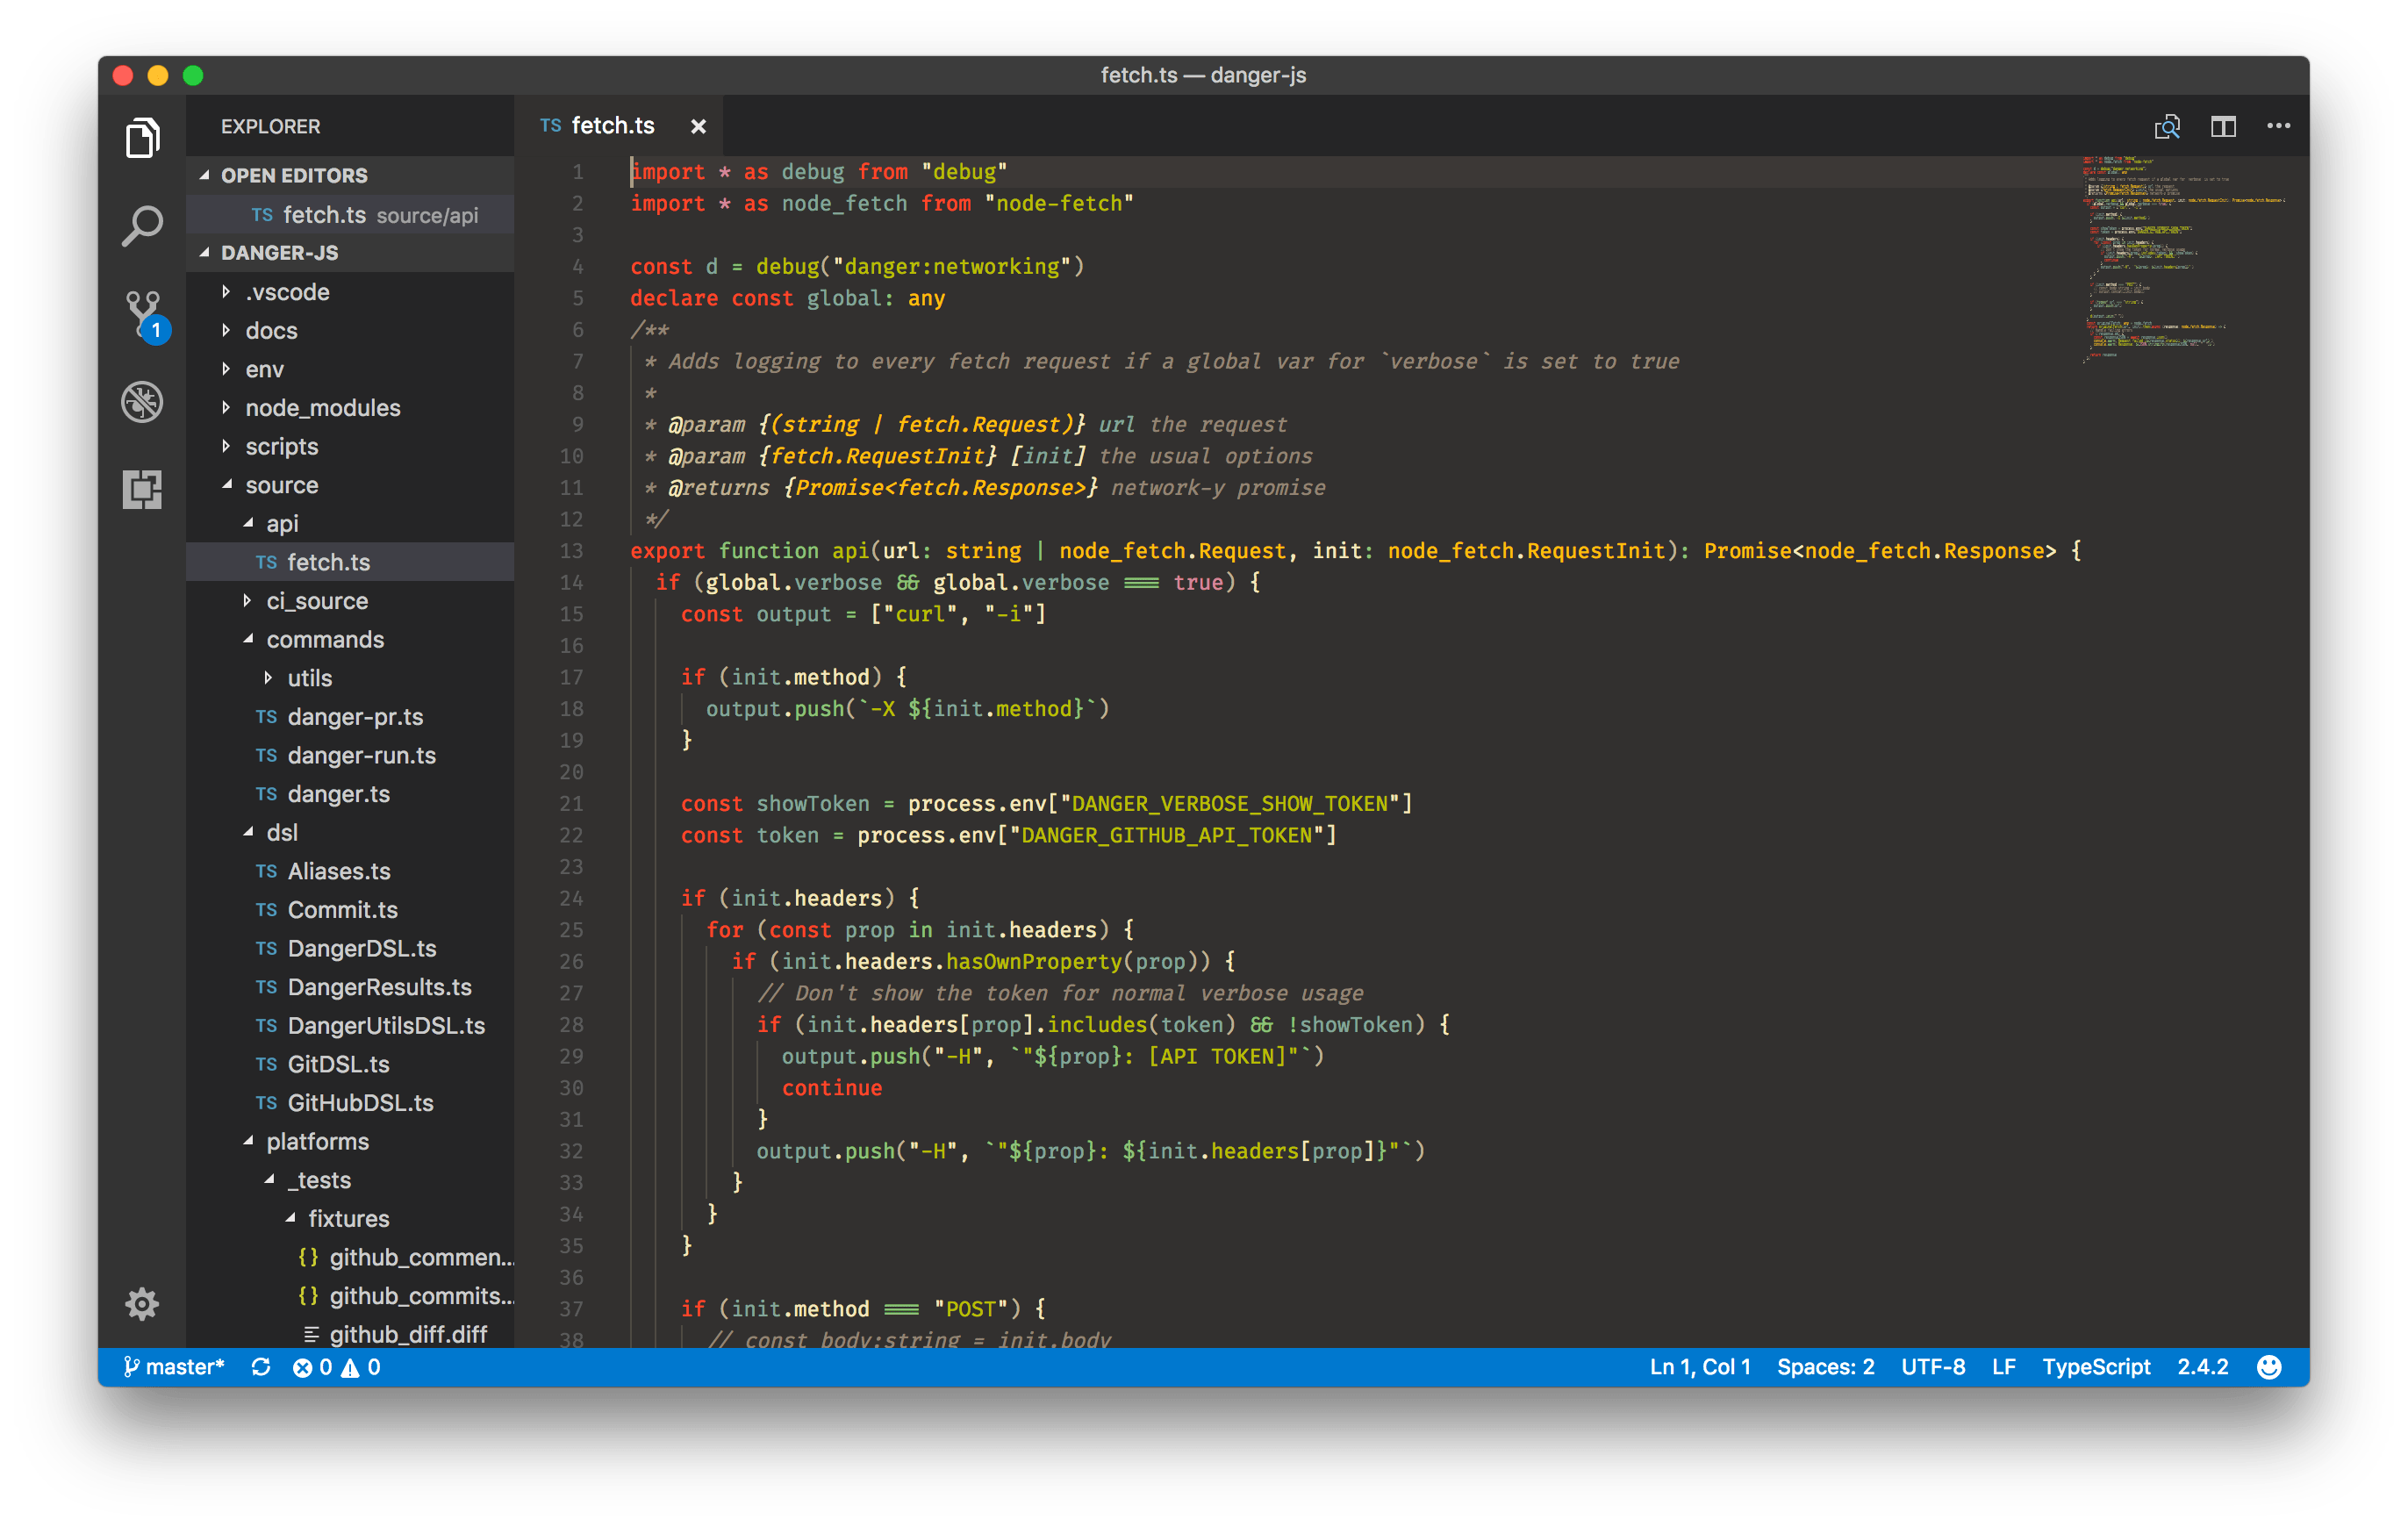 fetch.ts — danger-js
EXPLORER
OPEN EDITORS
TS fetch.ts source/api
DANGER-JS
.vscode
docs
env
node_modules
scripts
source
api
TS fetch.ts
ci_source
commands
utils
TS danger-pr.ts
TS danger-run.ts
TS danger.ts
dsl
TS Aliases.ts
TS Commit.ts
TS DangerDSL.ts
TS DangerResults.ts
TS DangerUtilsDSL.ts
TS GitDSL.ts
TS GitHubDSL.ts
platforms
_tests
fixtures
{} github_commen...
{} github_commits...
github_diff.diff
1
TS fetch.ts ×
1 import * as debug from "debug"
2 import * as node_fetch from "node-fetch"
3
4 const d = debug("danger:networking")
5 declare const global: any
6 /**
7  * Adds logging to every fetch request if a global var for `verbose` is set to true
8  *
9  * @param {(string | fetch.Request)} url the request
10  * @param {fetch.RequestInit} [init] the usual options
11  * @returns {Promise<fetch.Response>} network-y promise
12  */
13 export function api(url: string | node_fetch.Request, init: node_fetch.RequestInit): Promise<node_fetch.Response> {
14   if (global.verbose && global.verbose === true) {
15     const output = ["curl", "-i"]
16
17     if (init.method) {
18       output.push(`-X ${init.method}`)
19     }
20
21     const showToken = process.env["DANGER_VERBOSE_SHOW_TOKEN"]
22     const token = process.env["DANGER_GITHUB_API_TOKEN"]
23
24     if (init.headers) {
25       for (const prop in init.headers) {
26         if (init.headers.hasOwnProperty(prop)) {
27           // Don't show the token for normal verbose usage
28           if (init.headers[prop].includes(token) && !showToken) {
29             output.push("-H", `"${prop}: [API TOKEN]"`)
30             continue
31           }
32           output.push("-H", `"${prop}: ${init.headers[prop]}"`)
33         }
34       }
35     }
36
37     if (init.method === "POST") {
38       // const body:string = init.body
master* 0 0
Ln 1, Col 1 Spaces: 2 UTF-8 LF TypeScript 2.4.2